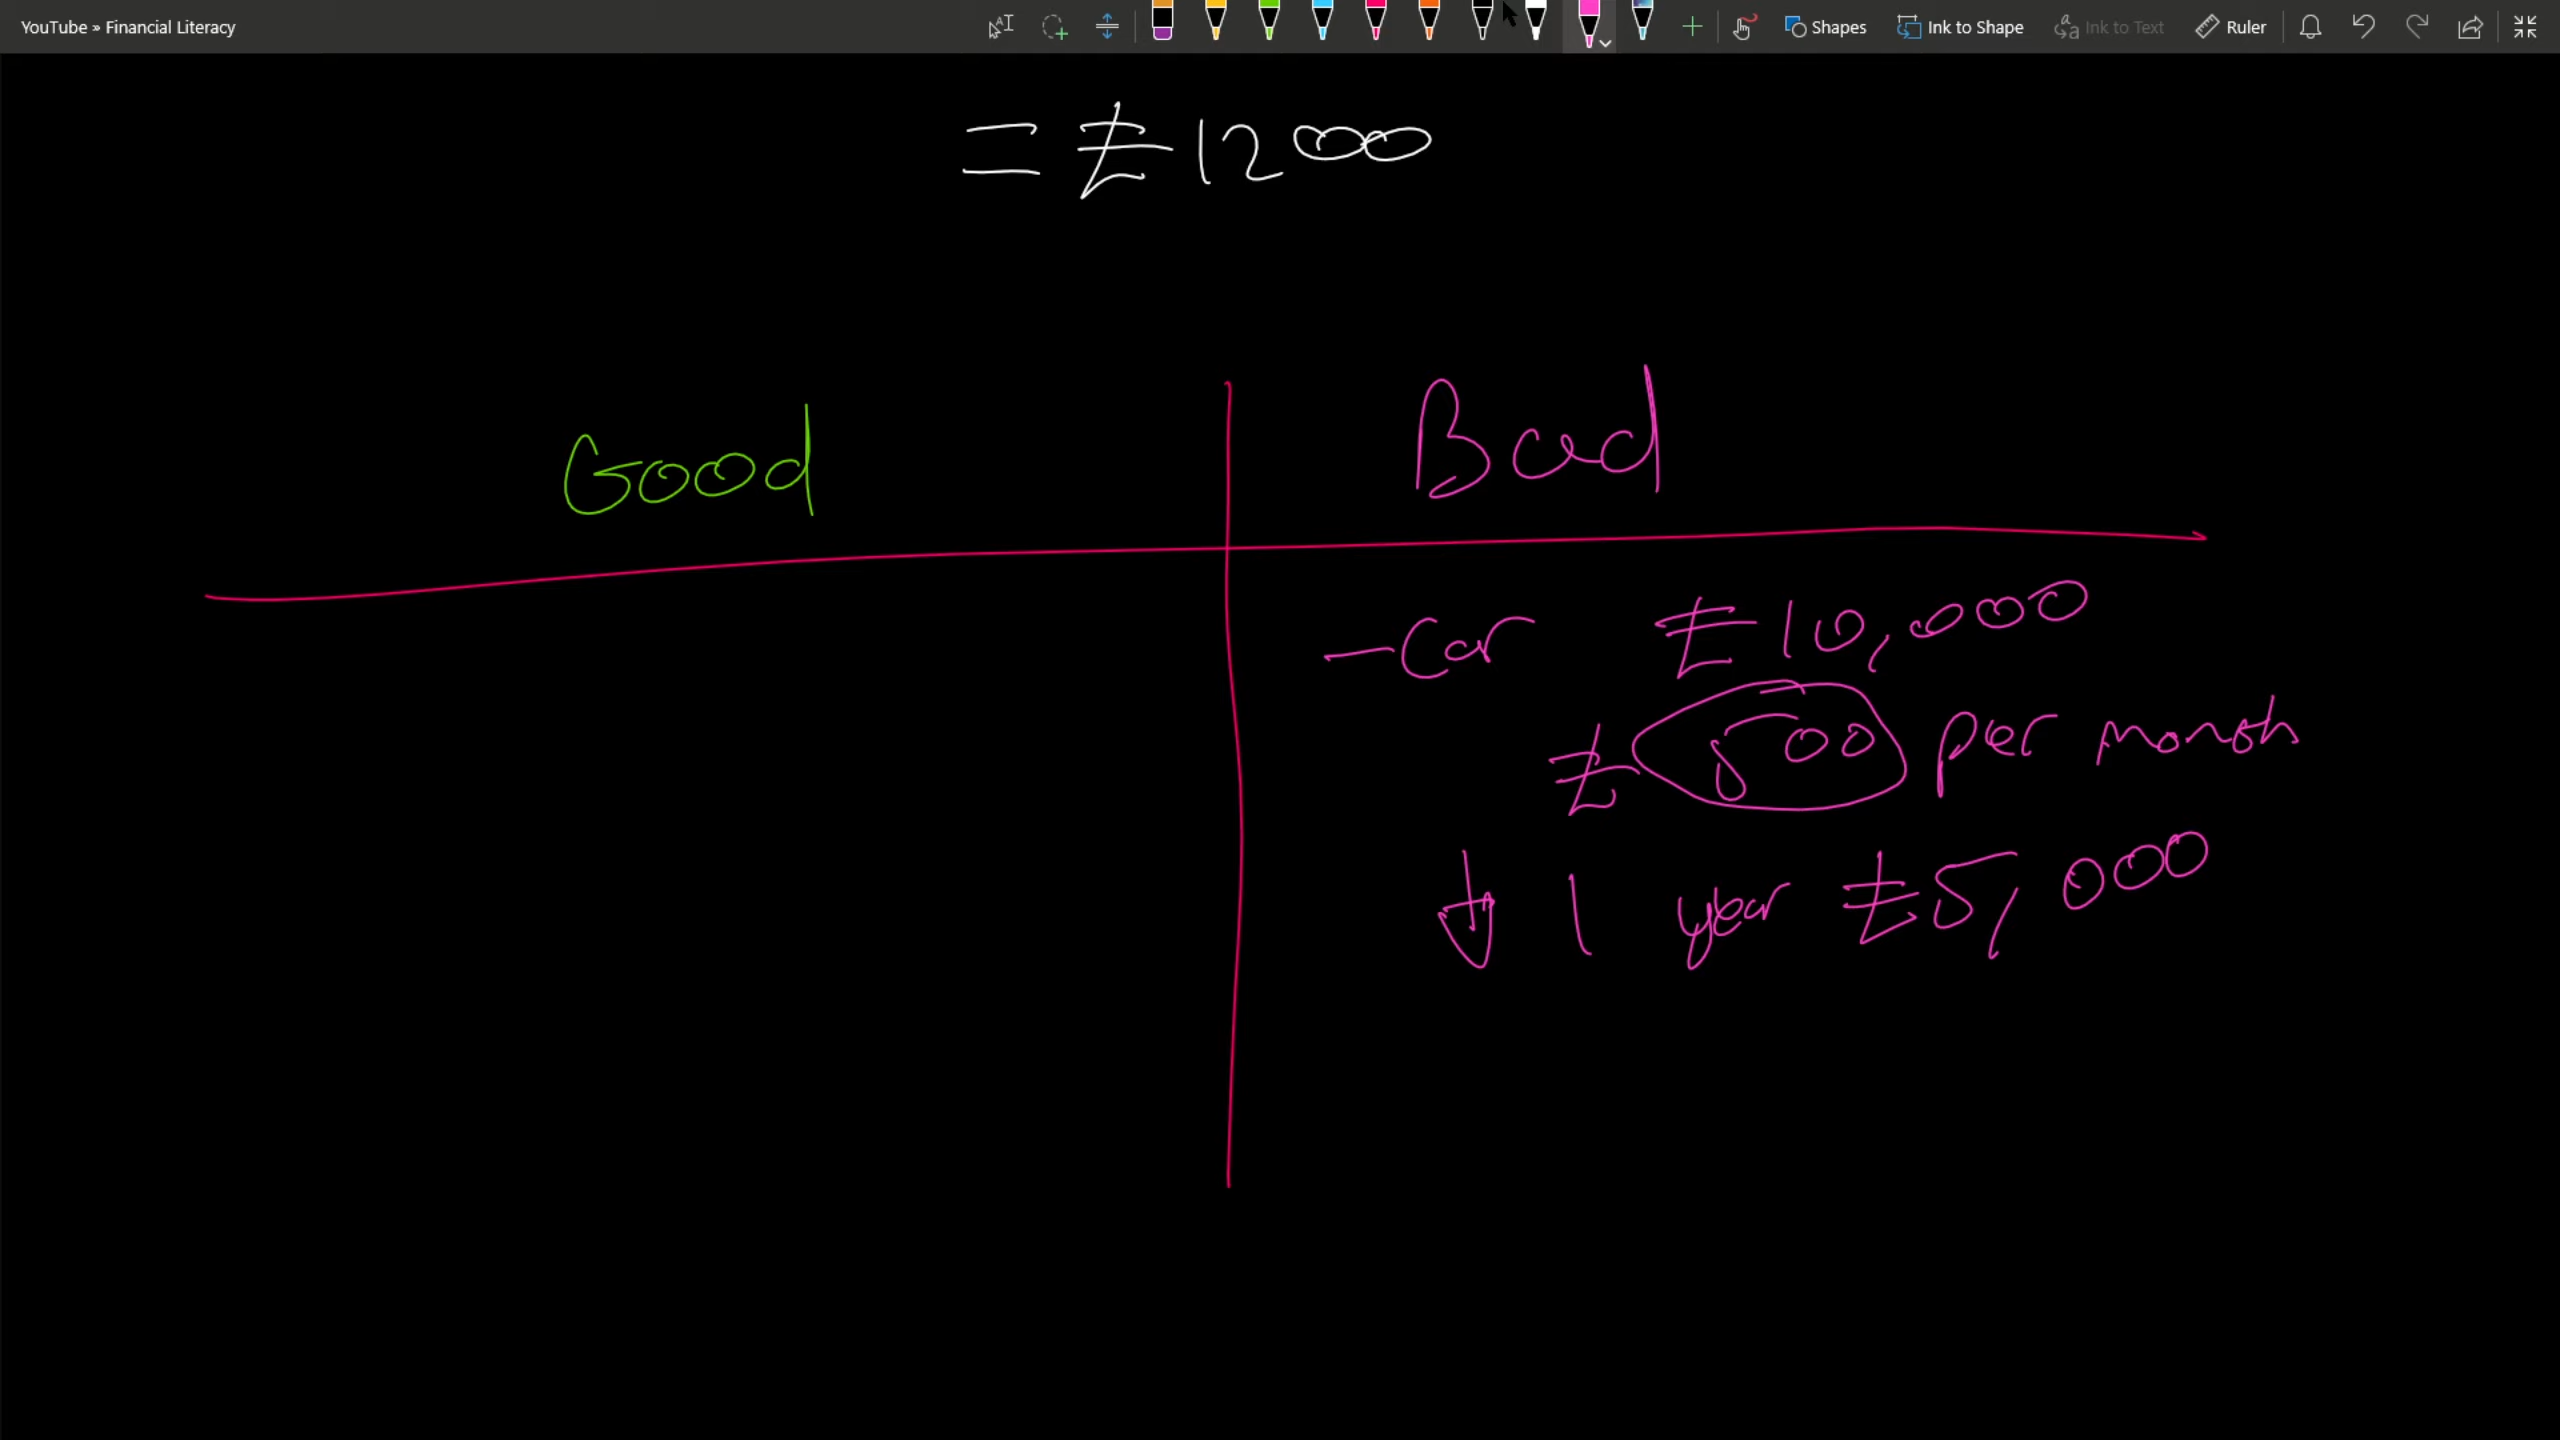 YouTube » Financial Literacy
Shapes Ink to Shape Ink to Text Ruler
= £1200
Good
Bad
-Car £10,000
£500 per month
↓ 1 year £5,000